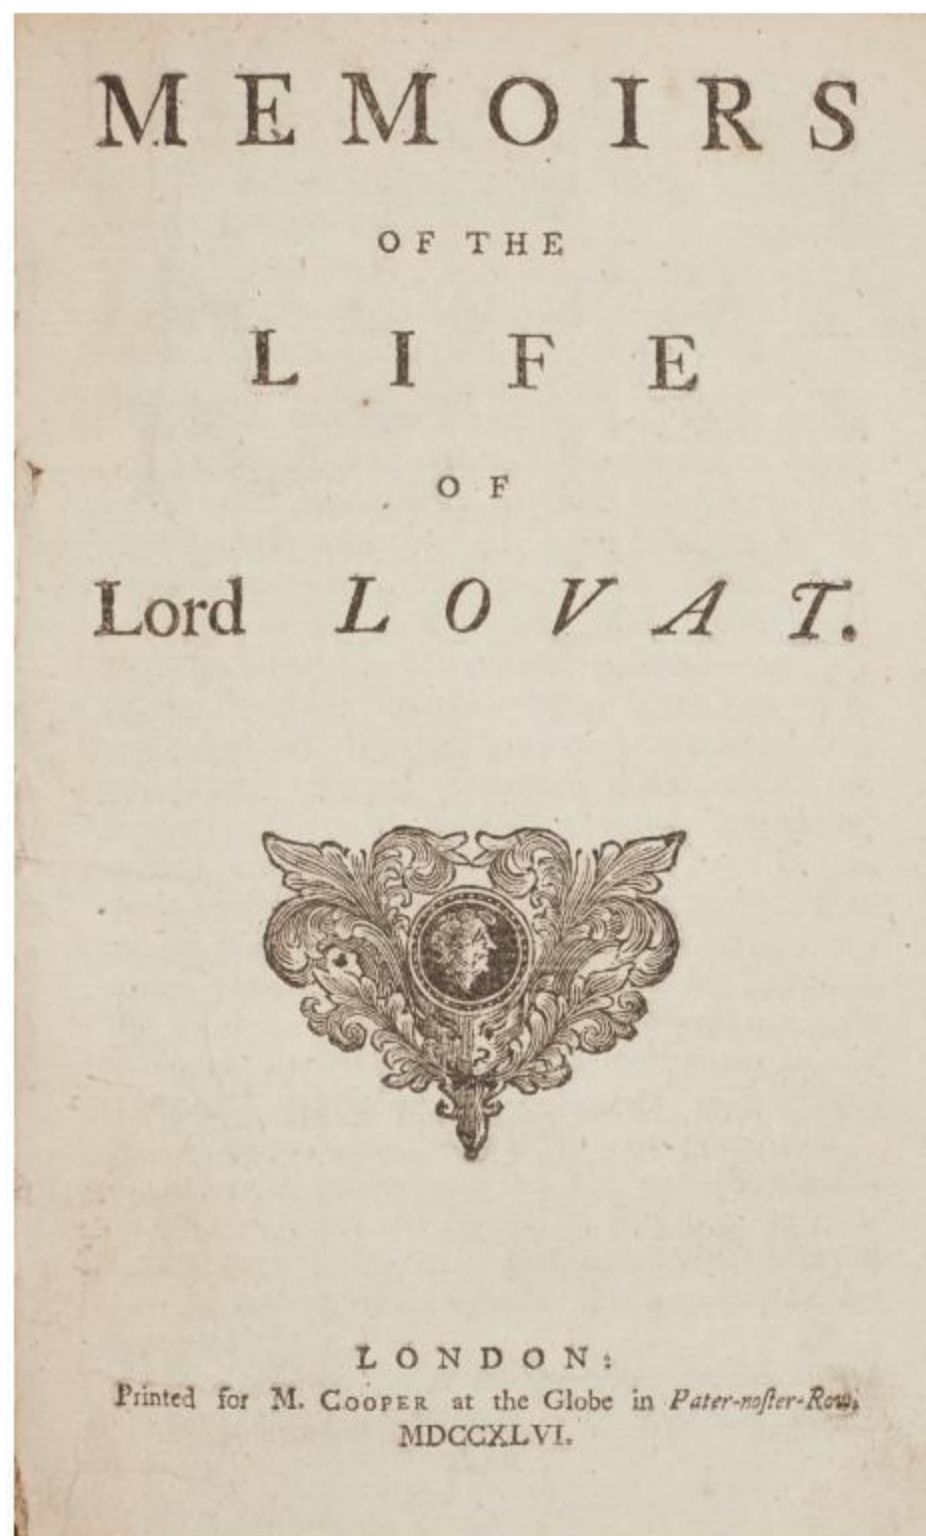 MEMOIRS
OF THE
LIFE
OF
Lord LOVAT.
LONDON:
Printed for M. COOPER at the Globe in Pater-noſter-Row,
MDCCXLVI.